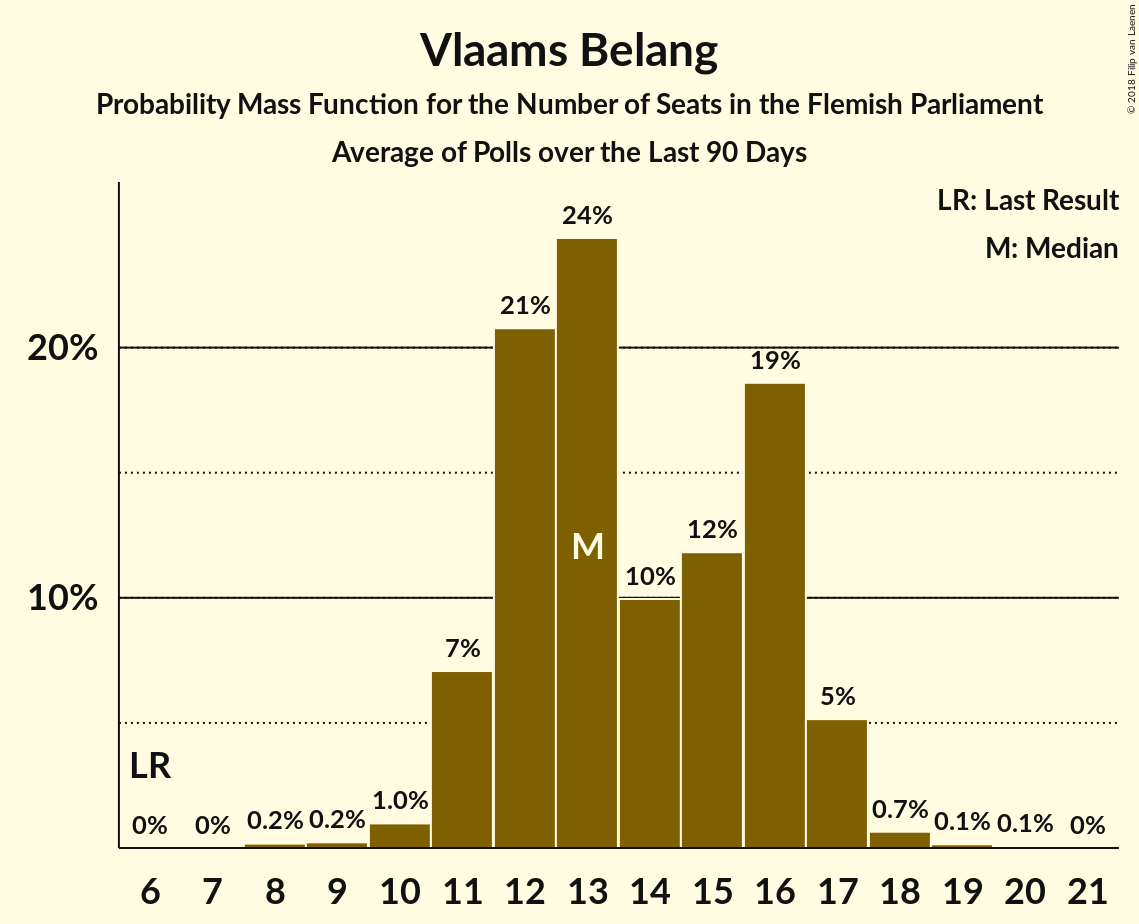 Vlaams Belang
Probability Mass Function for the Number of Seats in the Flemish Parliament
Average of Polls over the Last 90 Days
© 2018 Filip van Laenen
LR: Last Result
M: Median
24%
21%
20%
19%
12%
M
10%
10%
7%
5%
LR
0%
0%
0.2%
0.2%
1.0%
0.7%
0.1%
0.1%
0%
6 7 8 9 10 11 12 13 14 15 16 17 18 19 20 21